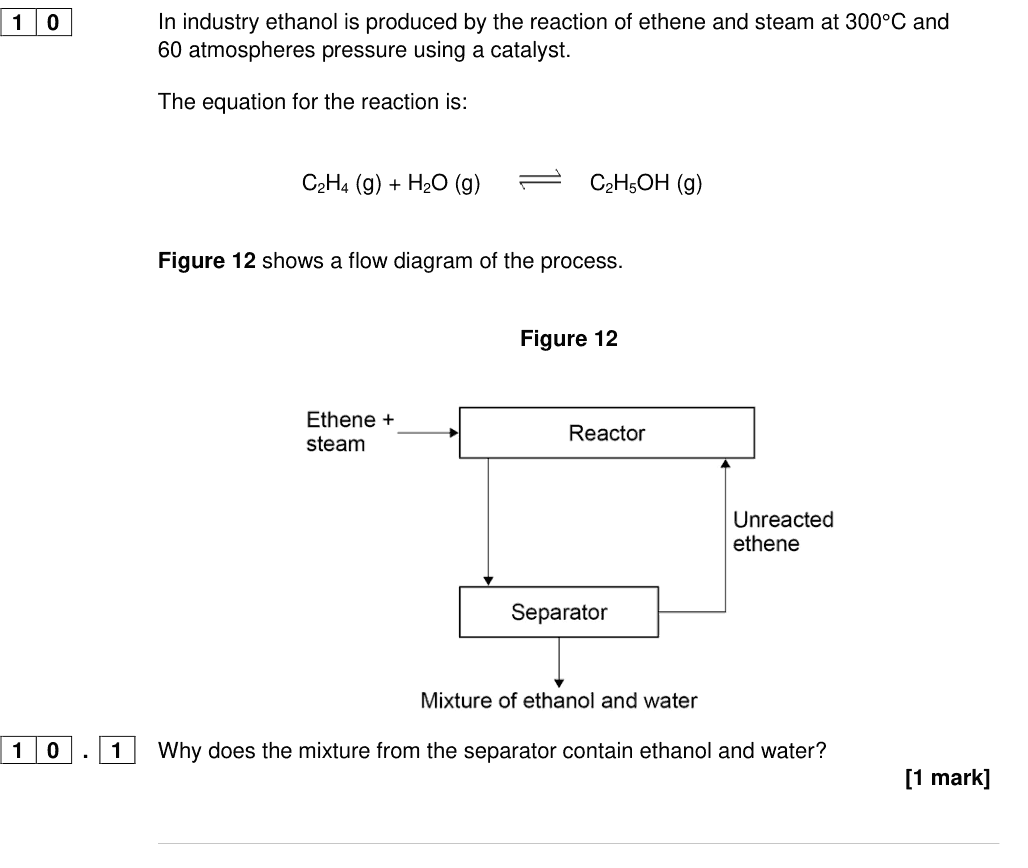 1 0 In industry ethanol is produced by the reaction of ethene and steam at 300°C and
60 atmospheres pressure using a catalyst.
The equation for the reaction is:
C₂H₄ (g) + H₂O (g) ⇌ C₂H₅OH (g)
Figure 12 shows a flow diagram of the process.
Figure 12
Ethene +
steam
Reactor
Unreacted
ethene
Separator
Mixture of ethanol and water
1 0 . 1 Why does the mixture from the separator contain ethanol and water?
[1 mark]